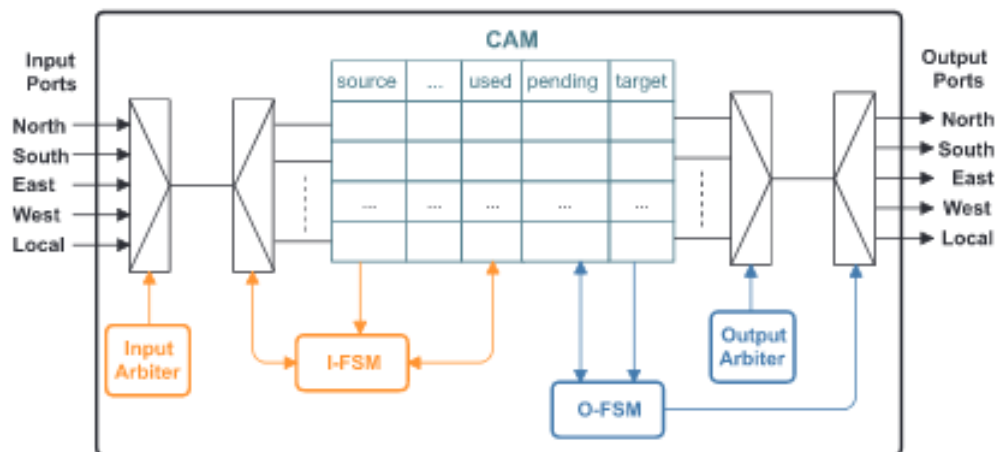 CAM
Input
Ports
Output
Ports
source ... used pending target
North
South
East
West
Local
... ... ... ... ...
North
South
East
West
Local
Input
Arbiter
I-FSM
Output
Arbiter
O-FSM